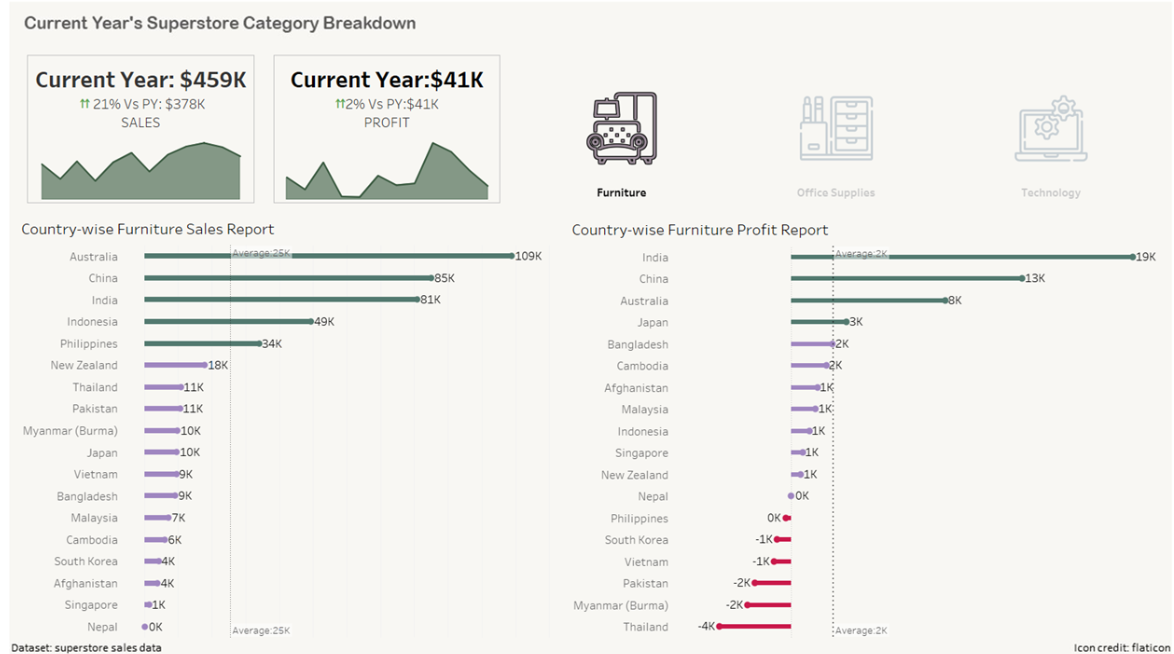 Current Year's Superstore Category Breakdown
Current Year: $459K
⇈ 21% Vs PY: $378K
SALES
Current Year:$41K
⇈2% Vs PY:$41K
PROFIT
Furniture
Office Supplies
Technology
Country-wise Furniture Sales Report
Average:25K
Australia 109K
China 85K
India 81K
Indonesia 49K
Philippines 34K
New Zealand 18K
Thailand 11K
Pakistan 11K
Myanmar (Burma) 10K
Japan 10K
Vietnam 9K
Bangladesh 9K
Malaysia 7K
Cambodia 6K
South Korea 4K
Afghanistan 4K
Singapore 1K
Nepal 0K
Average:25K
Country-wise Furniture Profit Report
Average:2K
India 19K
China 13K
Australia 8K
Japan 3K
Bangladesh 2K
Cambodia 2K
Afghanistan 1K
Malaysia 1K
Indonesia 1K
Singapore 1K
New Zealand 1K
Nepal 0K
Philippines 0K
South Korea -1K
Vietnam -1K
Pakistan -2K
Myanmar (Burma) -2K
Thailand -4K
Average:2K
Dataset: superstore sales data
Icon credit: flaticon